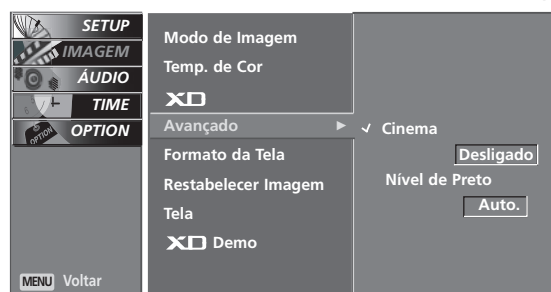 SETUP
IMAGEM
ÁUDIO
TIME
OPTION
MENU Voltar
Modo de Imagem
Temp. de Cor
XD
Avançado
Formato da Tela
Restabelecer Imagem
Tela
XD Demo
Cinema
Desligado
Nível de Preto
Auto.